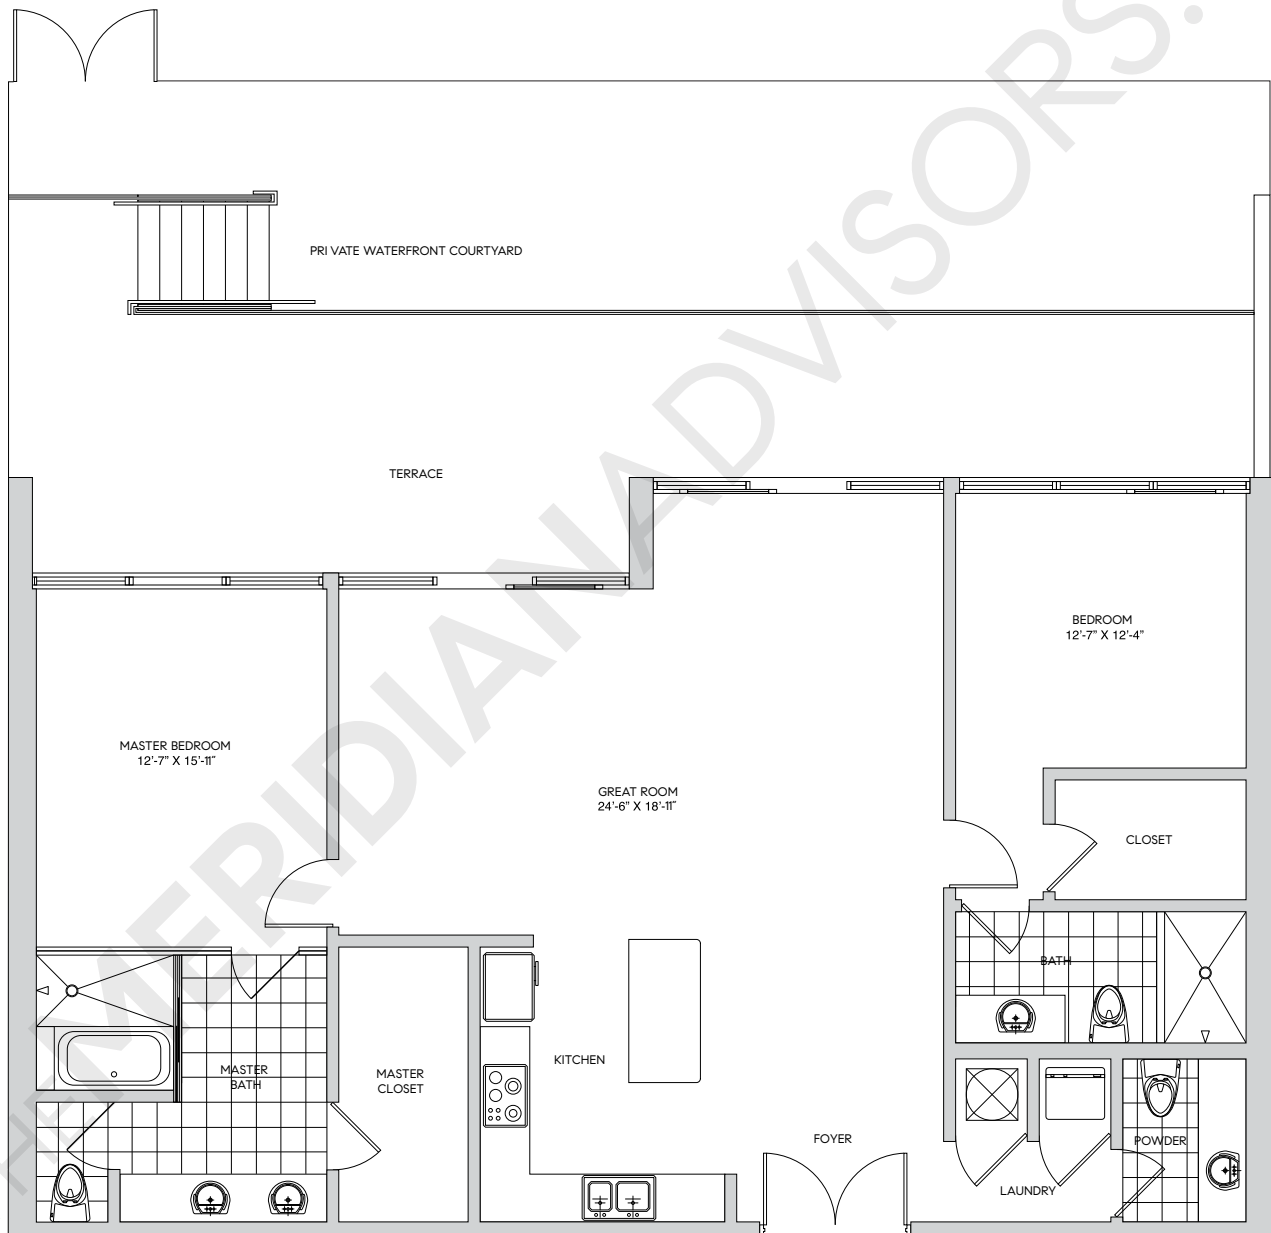 PRI VATE WATERFRONT COURTYARD
TERRACE
BEDROOM
12'-7" X 12'-4"
MASTER BEDROOM
12'-7" X 15'-11"
GREAT ROOM
24'-6" X 18'-11"
CLOSET
BATH
KITCHEN
MASTER
BATH
MASTER
CLOSET
FOYER
POWDER
LAUNDRY
THEMERIDIANADVISORS.